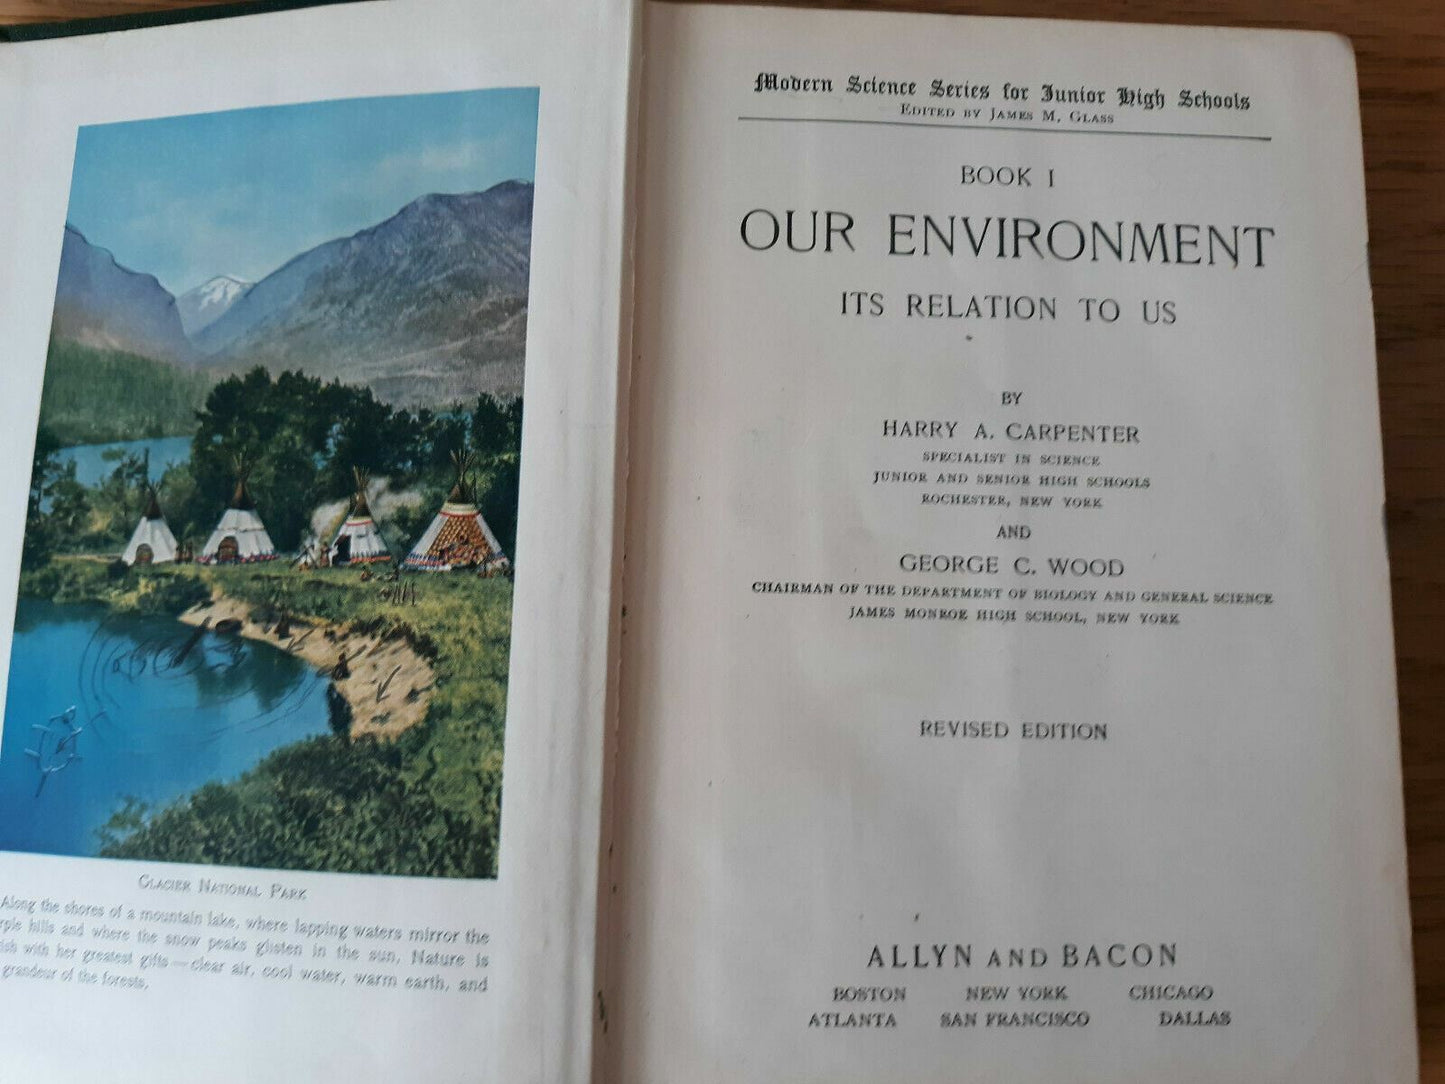 GLACIER NATIONAL PARK
Along the shores of a mountain lake, where lapping waters mirror the
rple hills and where the snow peaks glisten in the sun, Nature is
ish with her greatest gifts — clear air, cool water, warm earth, and
grandeur of the forests.
Modern Science Series for Junior High Schools
EDITED BY JAMES M. GLASS
BOOK I
OUR ENVIRONMENT
ITS RELATION TO US
BY
HARRY A. CARPENTER
SPECIALIST IN SCIENCE
JUNIOR AND SENIOR HIGH SCHOOLS
ROCHESTER, NEW YORK
AND
GEORGE C. WOOD
CHAIRMAN OF THE DEPARTMENT OF BIOLOGY AND GENERAL SCIENCE
JAMES MONROE HIGH SCHOOL, NEW YORK
REVISED EDITION
ALLYN AND BACON
BOSTON NEW YORK CHICAGO
ATLANTA SAN FRANCISCO DALLAS